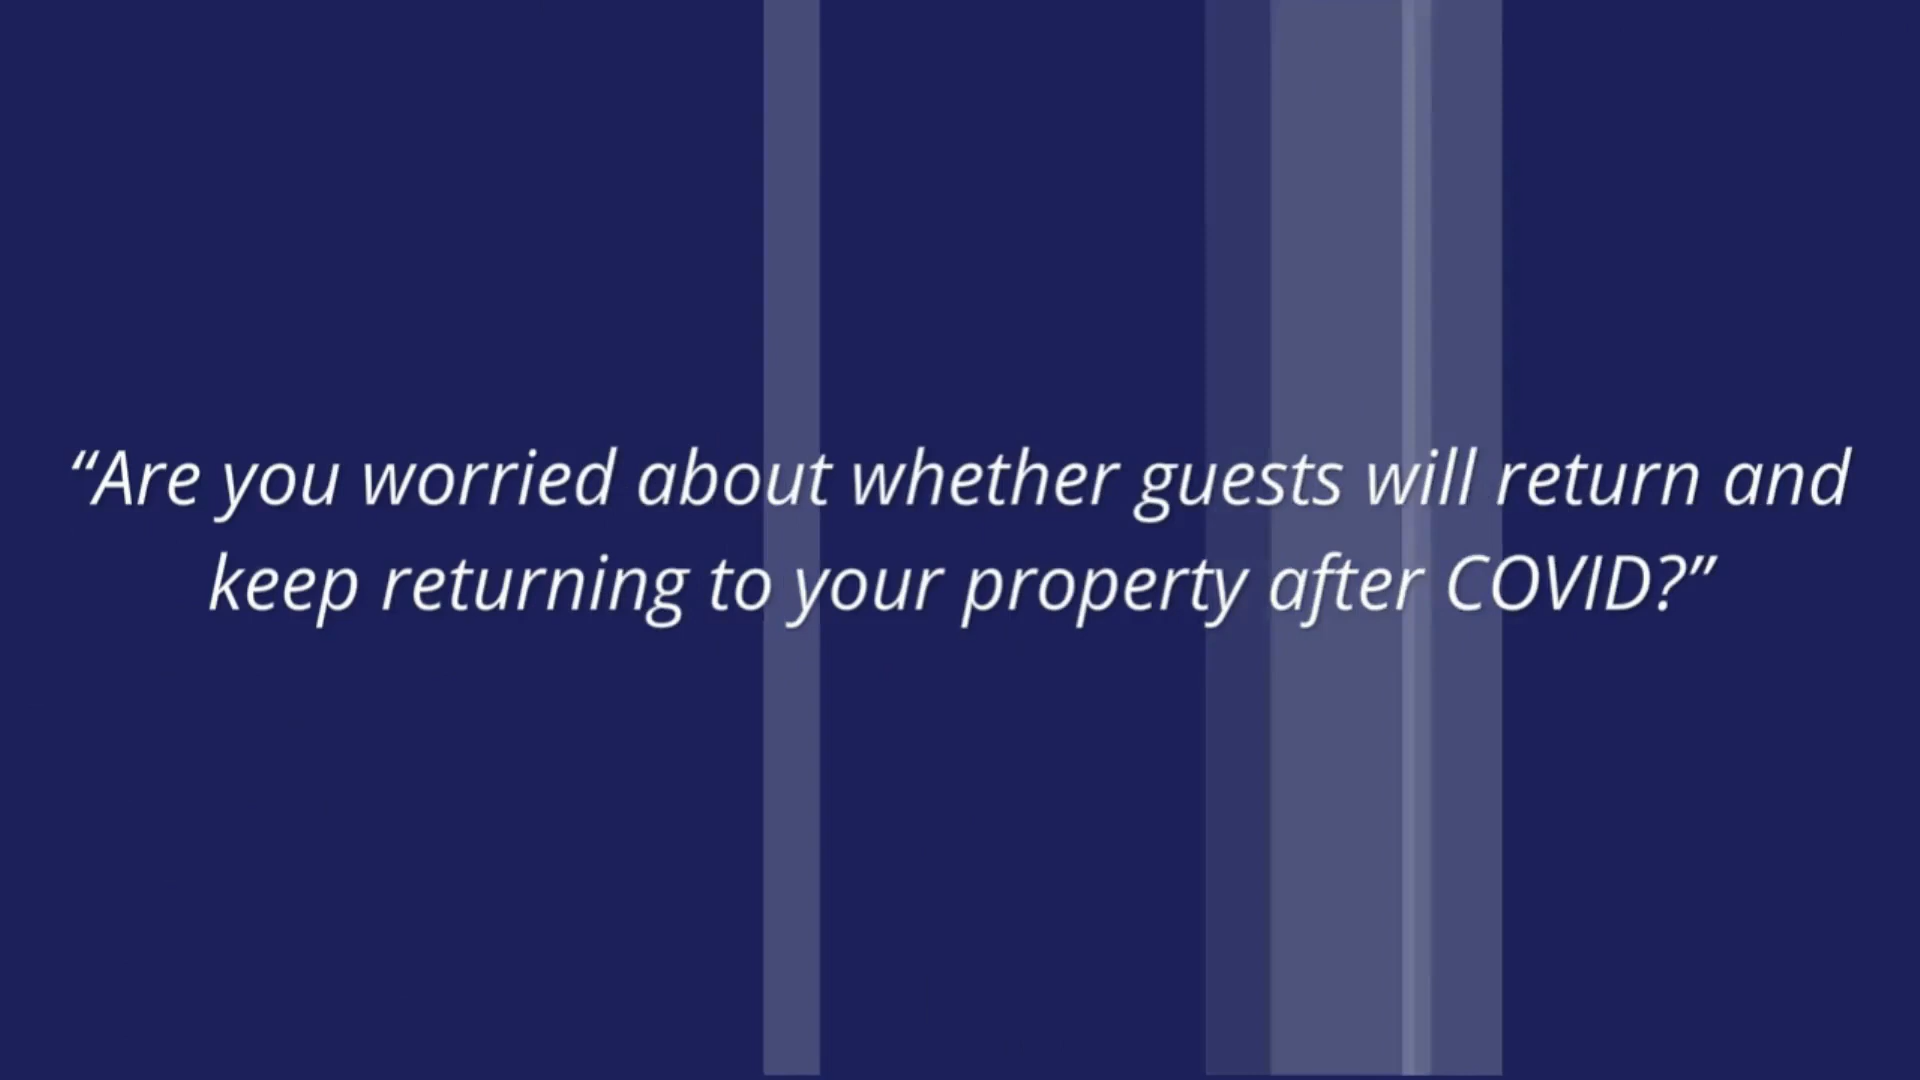 “Are you worried about whether guests will return and
keep returning to your property after COVID?”